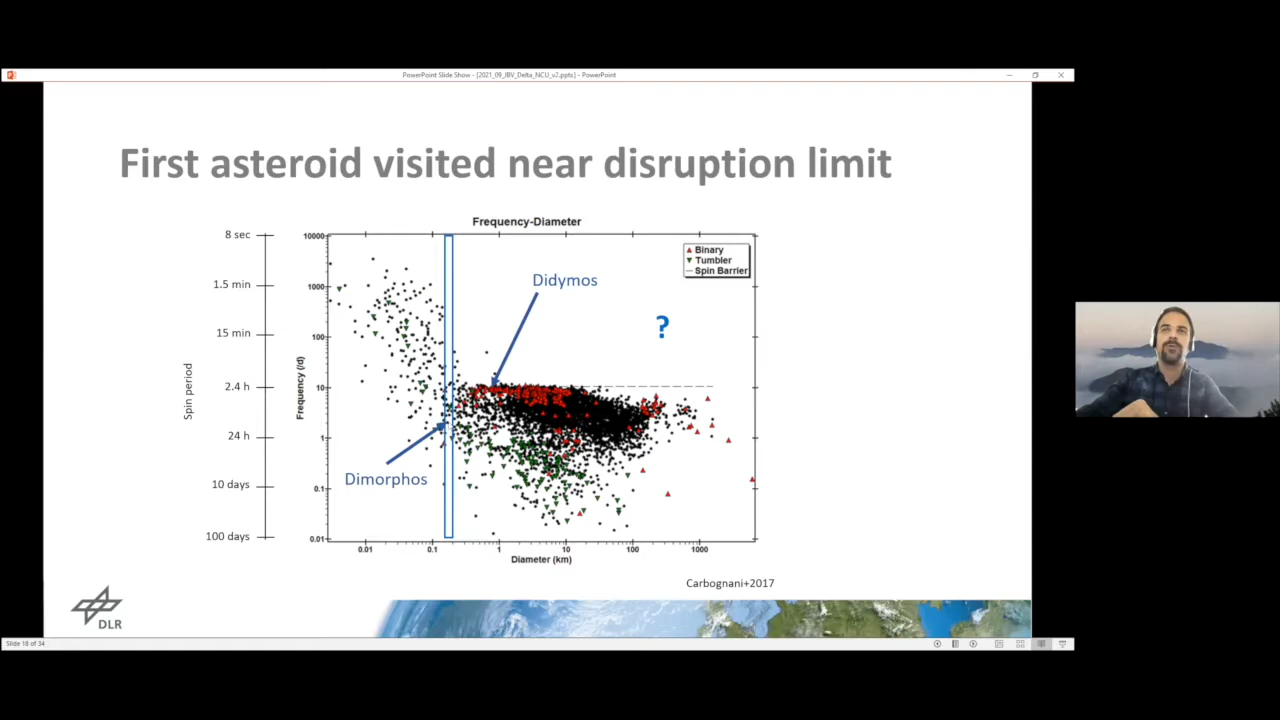 PowerPoint Slide Show - [2021_09_JBV_Delta_NCU_v2.pptx] - PowerPoint
First asteroid visited near disruption limit
Frequency-Diameter
8 sec
1.5 min
15 min
2.4 h
24 h
10 days
100 days
Spin period
10000
1000
100
10
1
0.1
0.01
Frequency (/d)
Binary
Tumbler
Spin Barrier
Didymos
?
Dimorphos
0.01 0.1 1 10 100 1000
Diameter (km)
Carbognani+2017
DLR
Slide 18 of 34